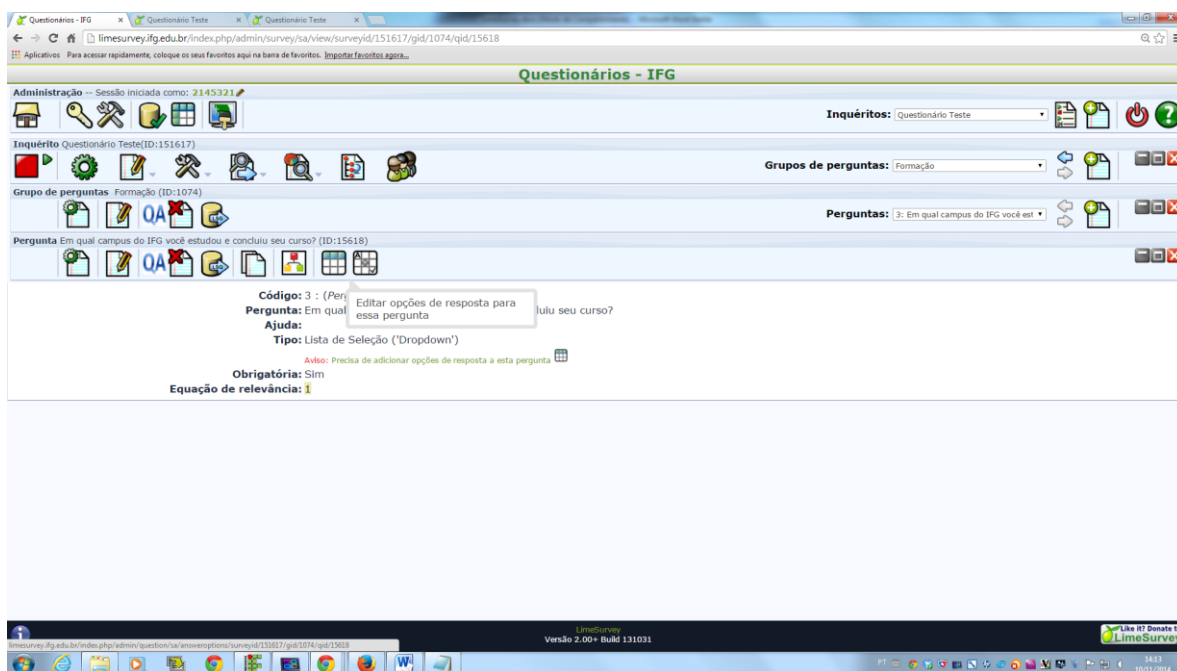 Questionários - IFG
Questionário Teste
Questionário Teste
limesurvey.ifg.edu.br/index.php/admin/survey/sa/view/surveyid/151617/gid/1074/qid/15618
Aplicativos Para acessar rapidamente, coloque os seus favoritos aqui na barra de favoritos. Importar favoritos agora...
Questionários - IFG
Administração -- Sessão iniciada como: 2145321
Inquéritos: Questionário Teste
Inquérito Questionário Teste(ID:151617)
Grupos de perguntas: Formação
Grupo de perguntas Formação (ID:1074)
QA
LSG
Perguntas: 3: Em qual campus do IFG você est
Pergunta Em qual campus do IFG você estudou e concluiu seu curso? (ID:15618)
QA
LSG
Editar opções de resposta para
essa pergunta
Código: 3 : (Per
Pergunta: Em qual luiu seu curso?
Ajuda:
Tipo: Lista de Seleção ('Dropdown')
Aviso: Precisa de adicionar opções de resposta a esta pergunta
Obrigatória: Sim
Equação de relevância: 1
LimeSurvey
Versão 2.00+ Build 131031
Like it? Donate t
LimeSurve
limesurvey.ifg.edu.br/index.php/admin/question/sa/answeroptions/surveyid/151617/gid/1074/qid/15618
PT
14:13
10/11/2014